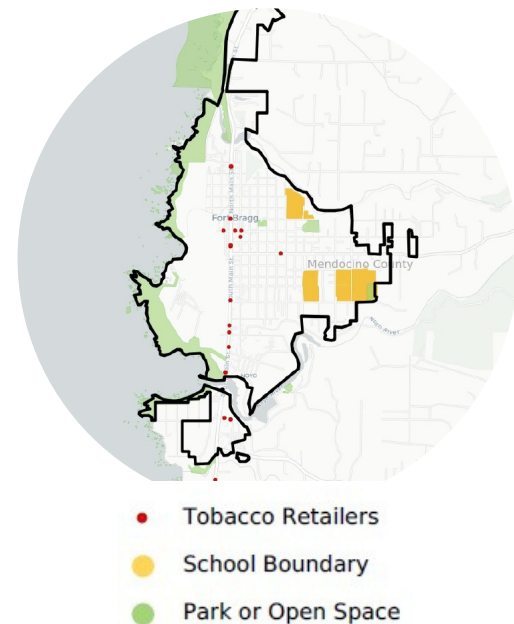 Fort Bragg
Mendocino County
Tobacco Retailers
School Boundary
Park or Open Space